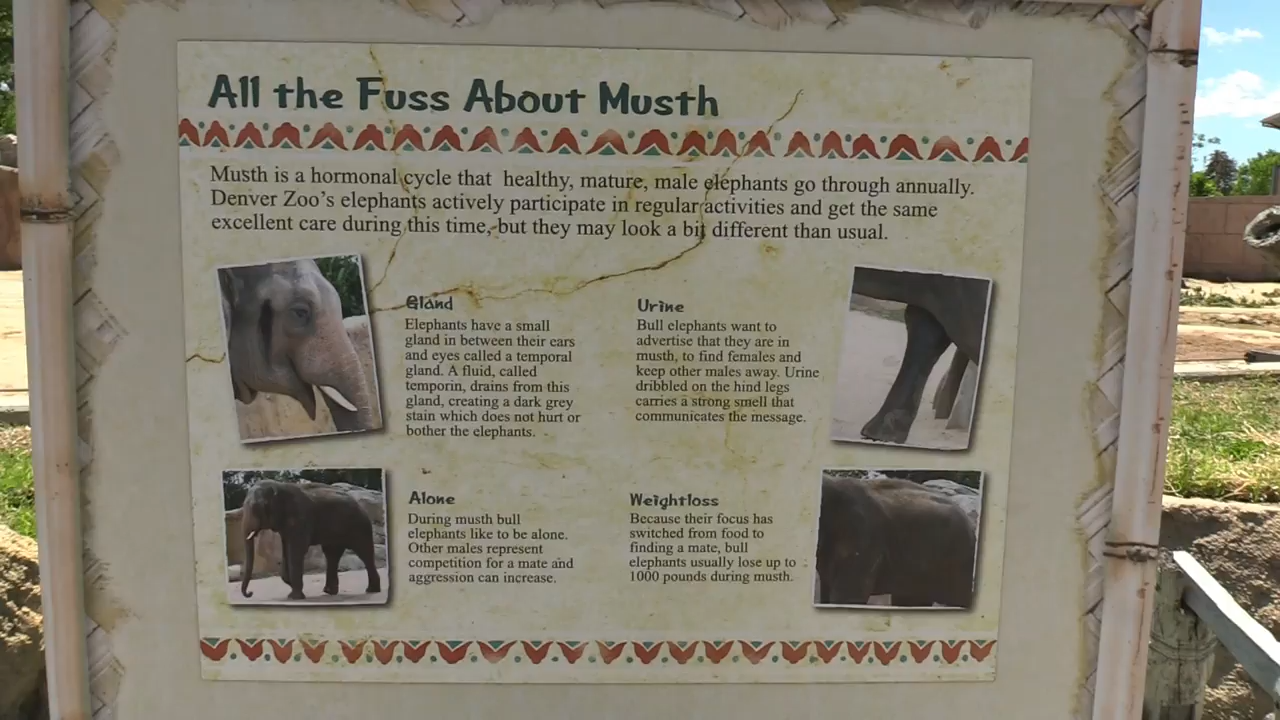 All the Fuss About Musth
Musth is a hormonal cycle that healthy, mature, male elephants go through annually.
Denver Zoo's elephants actively participate in regular activities and get the same
excellent care during this time, but they may look a bit different than usual.
Gland
Elephants have a small
gland in between their ears
and eyes called a temporal
gland. A fluid, called
temporin, drains from this
gland, creating a dark grey
stain which does not hurt or
bother the elephants.
Urine
Bull elephants want to
advertise that they are in
musth, to find females and
keep other males away. Urine
dribbled on the hind legs
carries a strong smell that
communicates the message.
Alone
During musth bull
elephants like to be alone.
Other males represent
competition for a mate and
aggression can increase.
Weightloss
Because their focus has
switched from food to
finding a mate, bull
elephants usually lose up to
1000 pounds during musth.